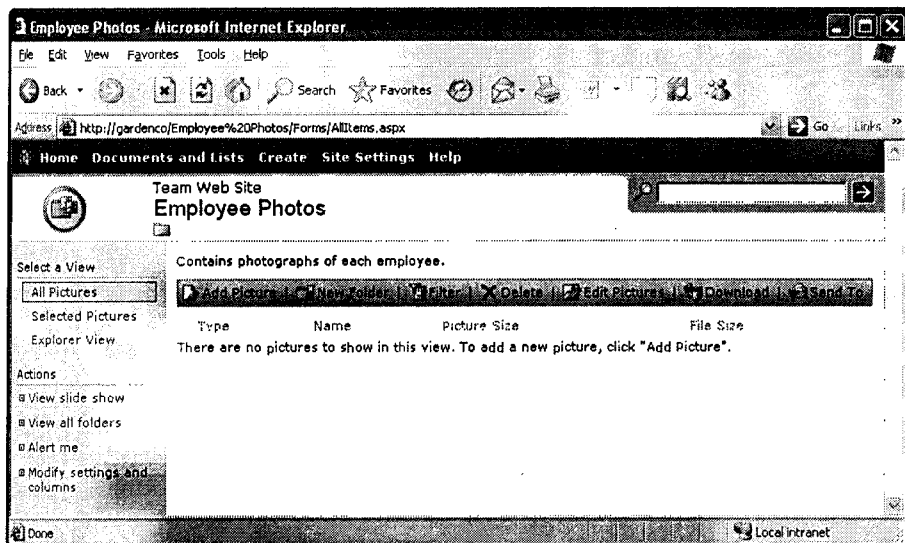 Employee Photos - Microsoft Internet Explorer
File Edit View Favorites Tools Help
Back Search Favorites
Address http://gardenco/Employee%20Photos/Forms/AllItems.aspx Go Links »
Home Documents and Lists Create Site Settings Help
Team Web Site
Employee Photos
Select a View
All Pictures
Selected Pictures
Explorer View
Actions
View slide show
View all folders
Alert me
Modify settings and
columns
Contains photographs of each employee.
Add Picture | New Folder | Filter | Delete | Edit Pictures | Download | Send To
Type Name Picture Size File Size
There are no pictures to show in this view. To add a new picture, click "Add Picture".
Done Local intranet